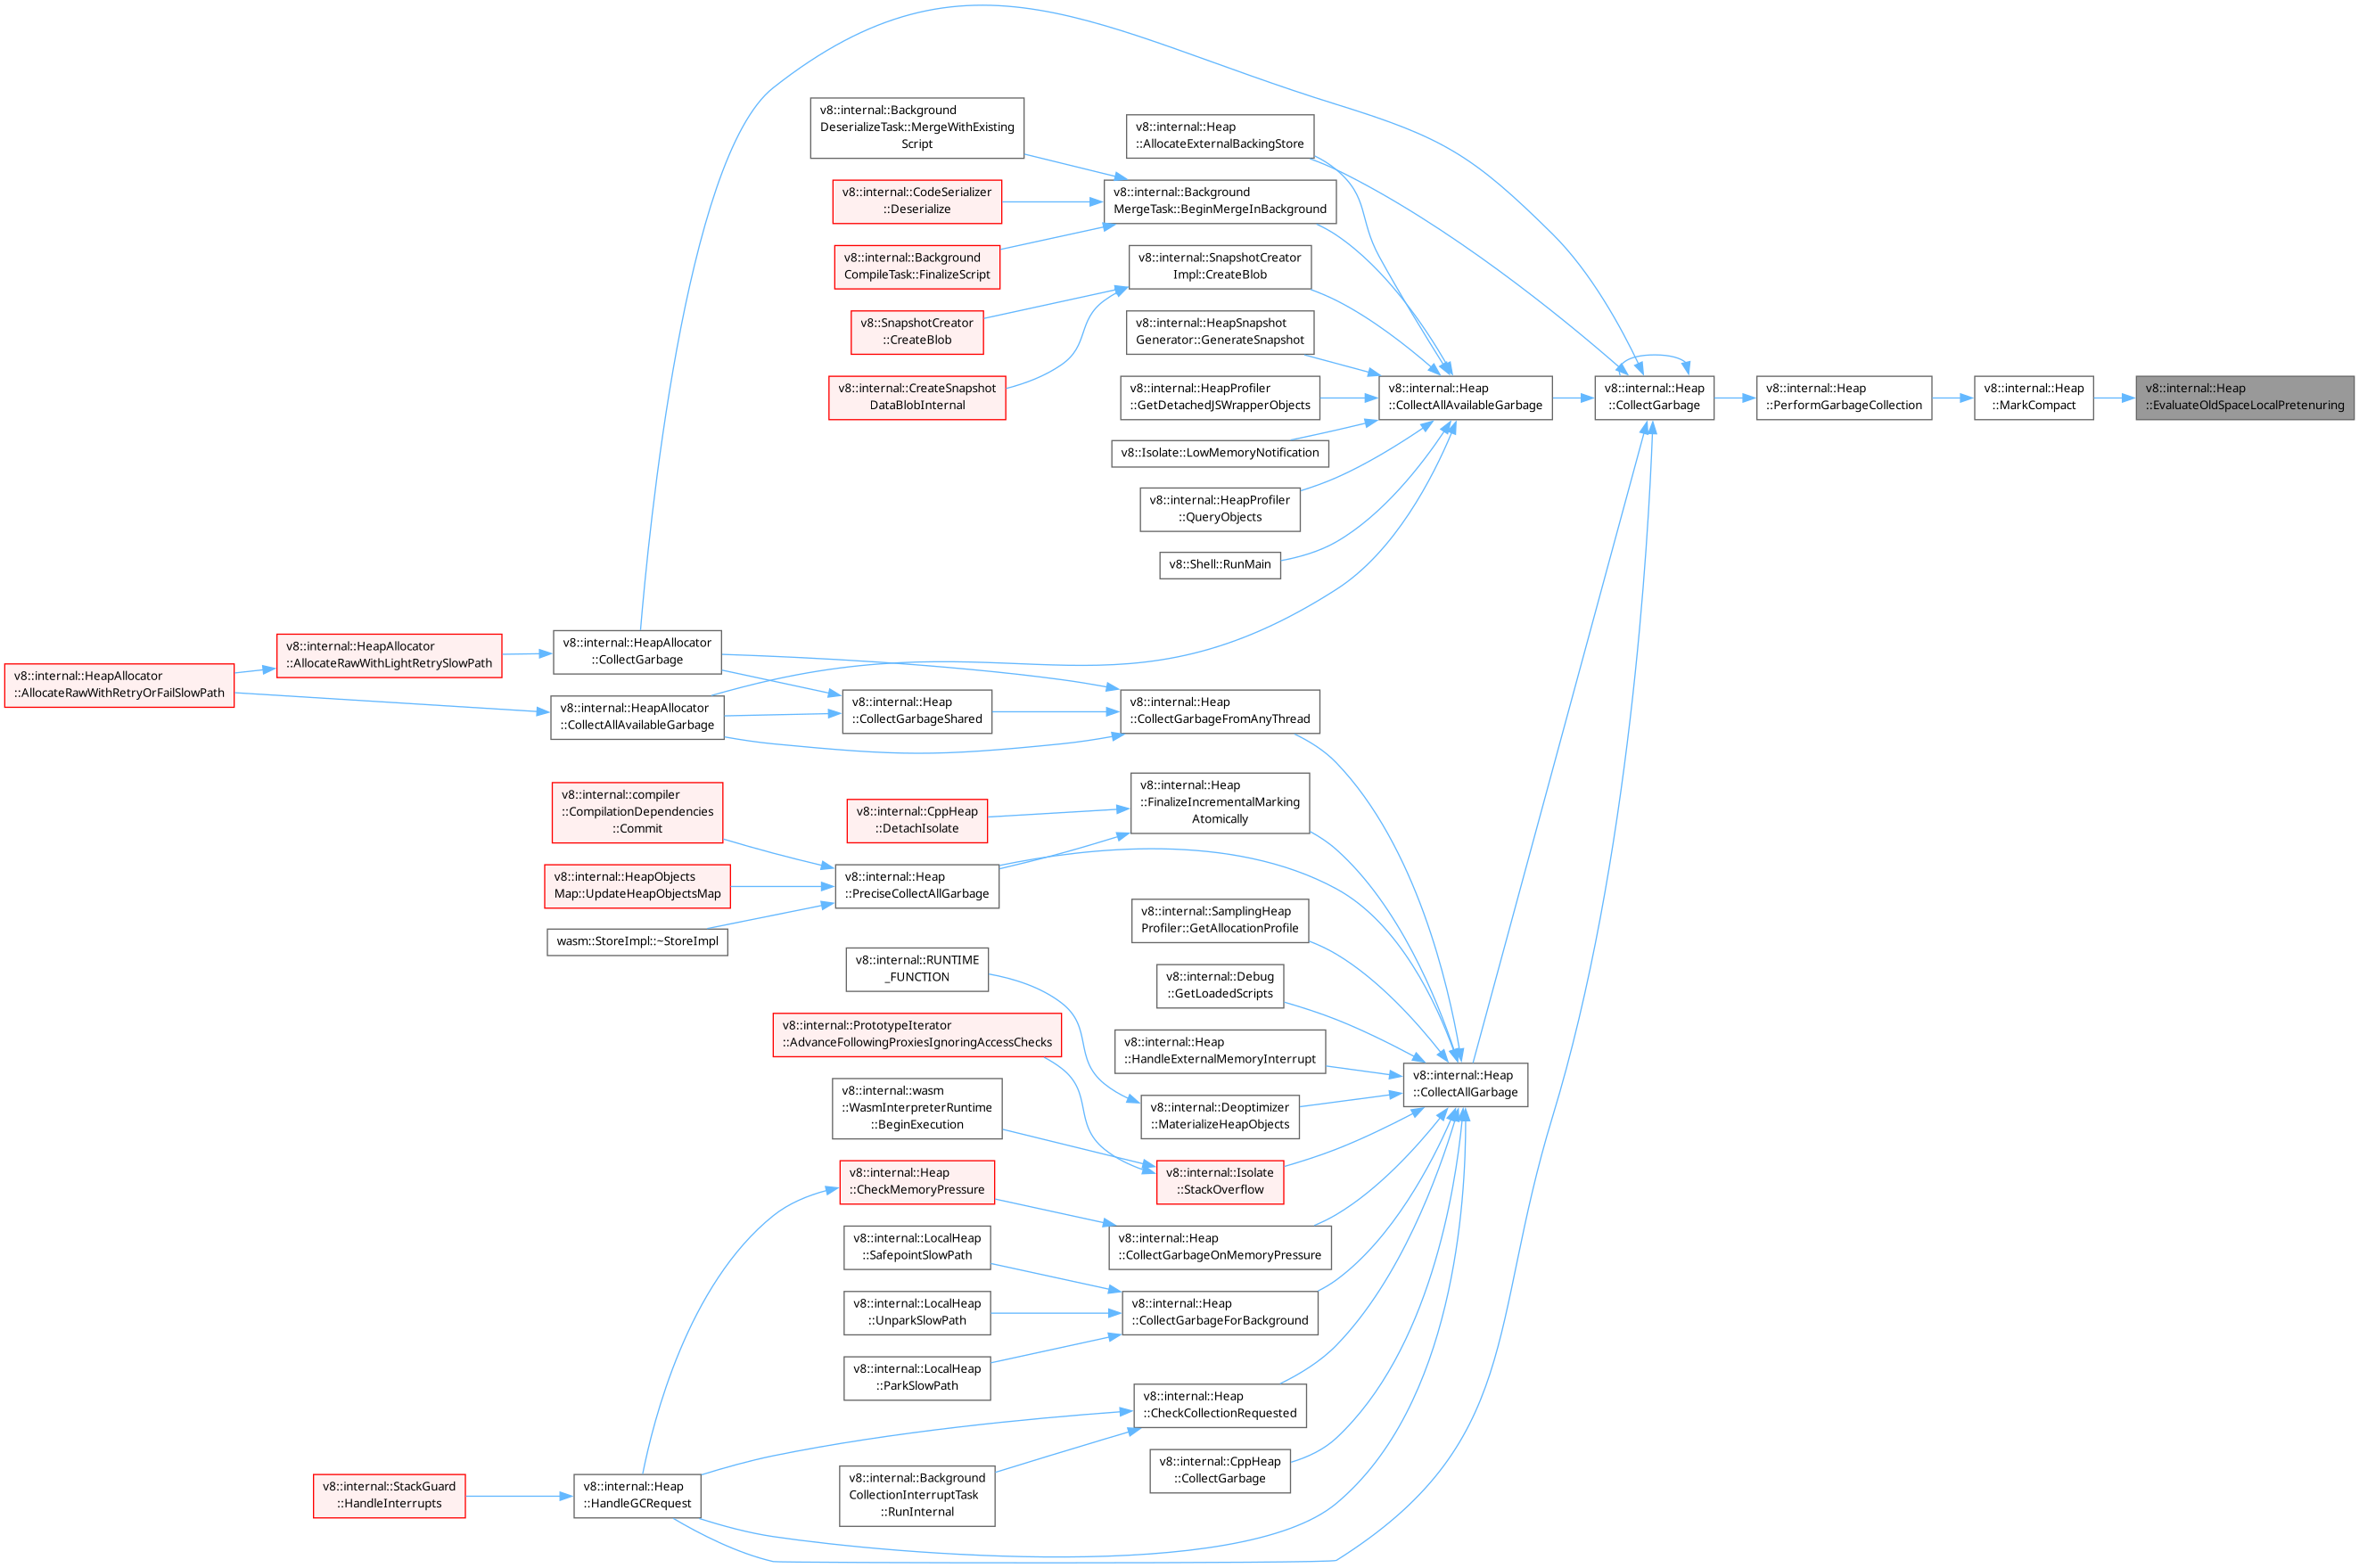 v8::internal::Background
DeserializeTask::MergeWithExisting
Script
v8::internal::Heap
::AllocateExternalBackingStore
v8::internal::CodeSerializer
::Deserialize
v8::internal::Background
MergeTask::BeginMergeInBackground
v8::internal::Background
CompileTask::FinalizeScript
v8::internal::SnapshotCreator
Impl::CreateBlob
v8::SnapshotCreator
::CreateBlob
v8::internal::HeapSnapshot
Generator::GenerateSnapshot
v8::internal::CreateSnapshot
DataBlobInternal
v8::internal::HeapProfiler
::GetDetachedJSWrapperObjects
v8::internal::Heap
::CollectAllAvailableGarbage
v8::internal::Heap
::CollectGarbage
v8::internal::Heap
::PerformGarbageCollection
v8::internal::Heap
::MarkCompact
v8::internal::Heap
::EvaluateOldSpaceLocalPretenuring
v8::Isolate::LowMemoryNotification
v8::internal::HeapProfiler
::QueryObjects
v8::Shell::RunMain
v8::internal::HeapAllocator
::AllocateRawWithRetryOrFailSlowPath
v8::internal::HeapAllocator
::AllocateRawWithLightRetrySlowPath
v8::internal::HeapAllocator
::CollectGarbage
v8::internal::HeapAllocator
::CollectAllAvailableGarbage
v8::internal::Heap
::CollectGarbageShared
v8::internal::Heap
::CollectGarbageFromAnyThread
v8::internal::compiler
::CompilationDependencies
::Commit
v8::internal::CppHeap
::DetachIsolate
v8::internal::Heap
::FinalizeIncrementalMarking
Atomically
v8::internal::HeapObjects
Map::UpdateHeapObjectsMap
v8::internal::Heap
::PreciseCollectAllGarbage
wasm::StoreImpl::~StoreImpl
v8::internal::SamplingHeap
Profiler::GetAllocationProfile
v8::internal::RUNTIME
_FUNCTION
v8::internal::Debug
::GetLoadedScripts
v8::internal::PrototypeIterator
::AdvanceFollowingProxiesIgnoringAccessChecks
v8::internal::Heap
::HandleExternalMemoryInterrupt
v8::internal::Heap
::CollectAllGarbage
v8::internal::wasm
::WasmInterpreterRuntime
::BeginExecution
v8::internal::Deoptimizer
::MaterializeHeapObjects
v8::internal::Heap
::CheckMemoryPressure
v8::internal::Isolate
::StackOverflow
v8::internal::LocalHeap
::SafepointSlowPath
v8::internal::Heap
::CollectGarbageOnMemoryPressure
v8::internal::LocalHeap
::UnparkSlowPath
v8::internal::Heap
::CollectGarbageForBackground
v8::internal::LocalHeap
::ParkSlowPath
v8::internal::Heap
::CheckCollectionRequested
v8::internal::CppHeap
::CollectGarbage
v8::internal::StackGuard
::HandleInterrupts
v8::internal::Heap
::HandleGCRequest
v8::internal::Background
CollectionInterruptTask
::RunInternal